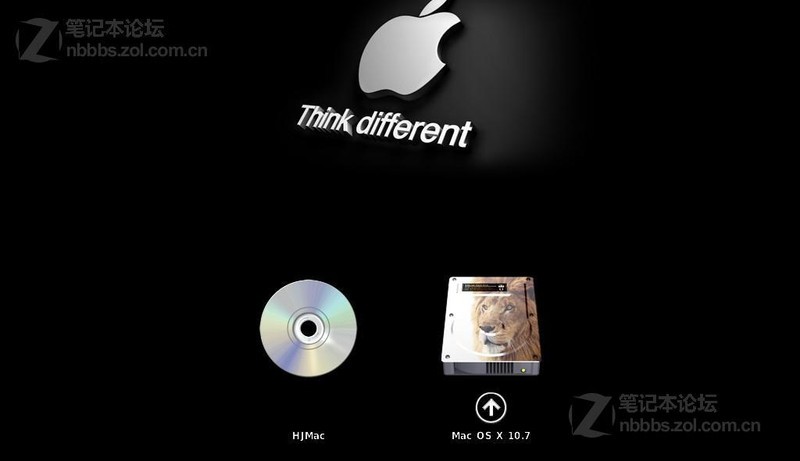 笔记本论坛
nbbbs.zol.com.cn
Think different
HJMac
Mac OS X 10.7
笔记本论坛
nbbbs.zol.com.cn